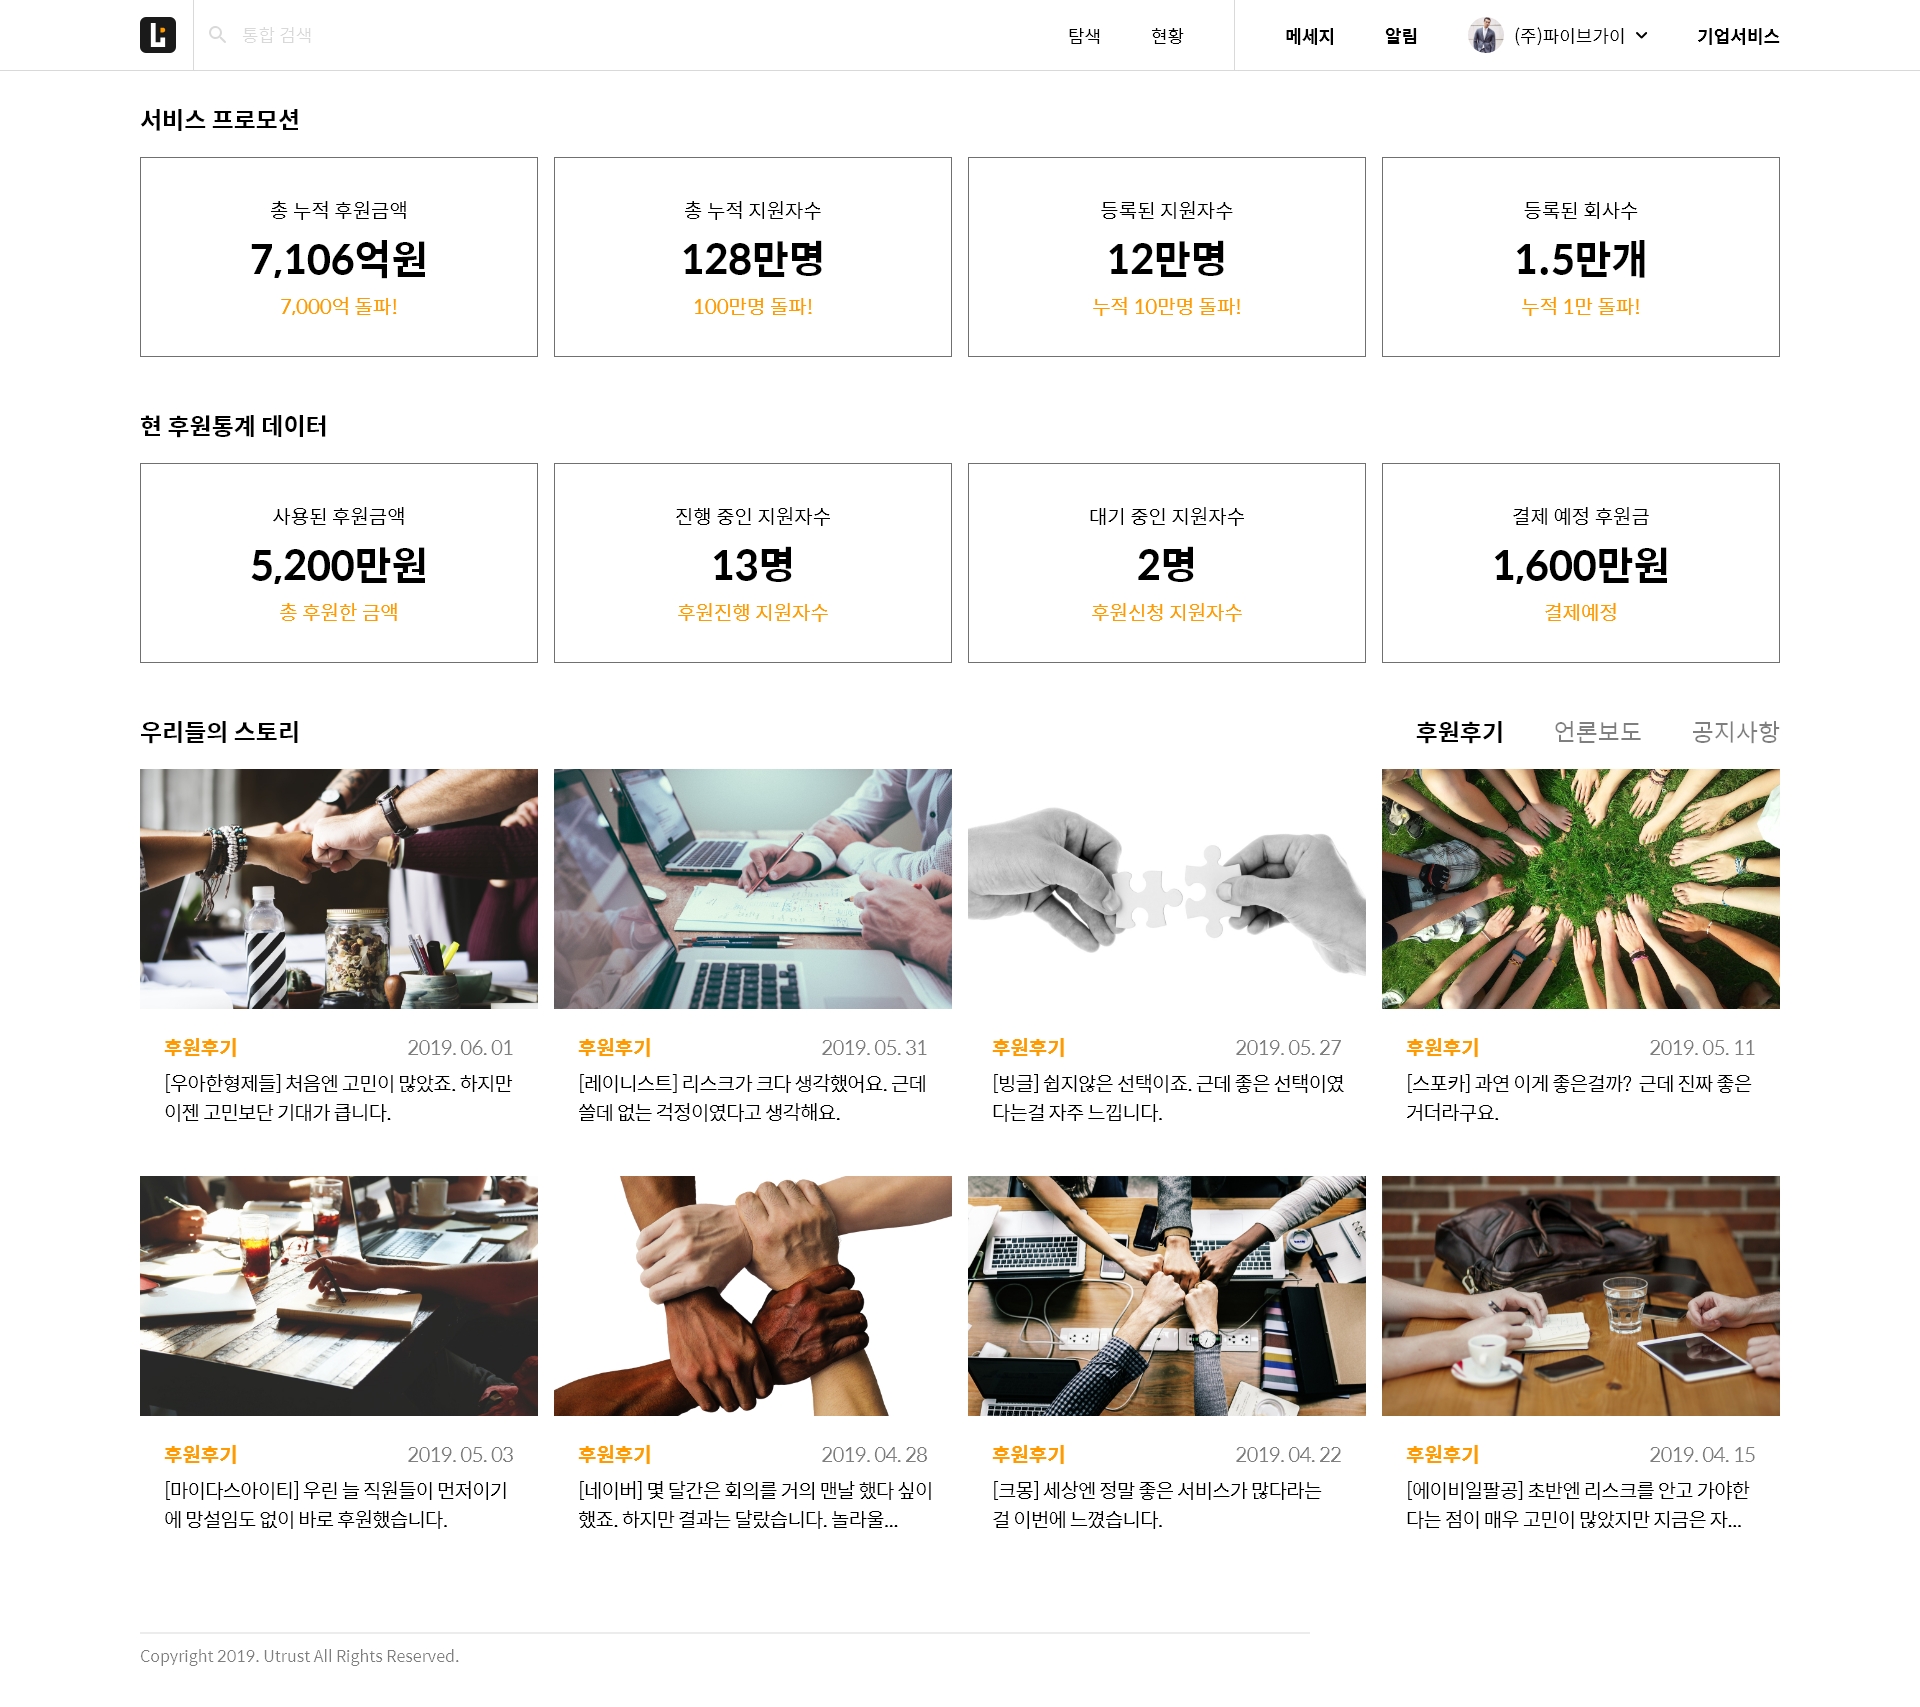 통합 검색
탐색
현황
메세지
알림
(주)파이브가이
기업서비스
서비스 프로모션
총 누적 후원금액
7,106억원
7,000억 돌파!
총 누적 지원자수
128만명
100만명 돌파!
등록된 지원자수
12만명
누적 10만명 돌파!
등록된 회사수
1.5만개
누적 1만 돌파!
현 후원통계 데이터
사용된 후원금액
5,200만원
총 후원한 금액
진행 중인 지원자수
13명
후원진행 지원자수
대기 중인 지원자수
2명
후원신청 지원자수
결제 예정 후원금
1,600만원
결제예정
우리들의 스토리
후원후기
언론보도
공지사항
후원후기
2019. 06. 01
[우아한형제들] 처음엔 고민이 많았죠. 하지만
이젠 고민보단 기대가 큽니다.
후원후기
2019. 05. 31
[레이니스트] 리스크가 크다 생각했어요. 근데
쓸데 없는 걱정이였다고 생각해요.
후원후기
2019. 05. 27
[빙글] 쉽지않은 선택이죠. 근데 좋은 선택이였
다는걸 자주 느낍니다.
후원후기
2019. 05. 11
[스포카] 과연 이게 좋은걸까? 근데 진짜 좋은
거더라구요.
후원후기
2019. 05. 03
[마이다스아이티] 우린 늘 직원들이 먼저이기
에 망설임도 없이 바로 후원했습니다.
후원후기
2019. 04. 28
[네이버] 몇 달간은 회의를 거의 맨날 했다 싶이
했죠. 하지만 결과는 달랐습니다. 놀라울...
후원후기
2019. 04. 22
[크몽] 세상엔 정말 좋은 서비스가 많다라는
걸 이번에 느꼈습니다.
후원후기
2019. 04. 15
[에이비일팔공] 초반엔 리스크를 안고 가야한
다는 점이 매우 고민이 많았지만 지금은 자...
Copyright 2019. Utrust All Rights Reserved.